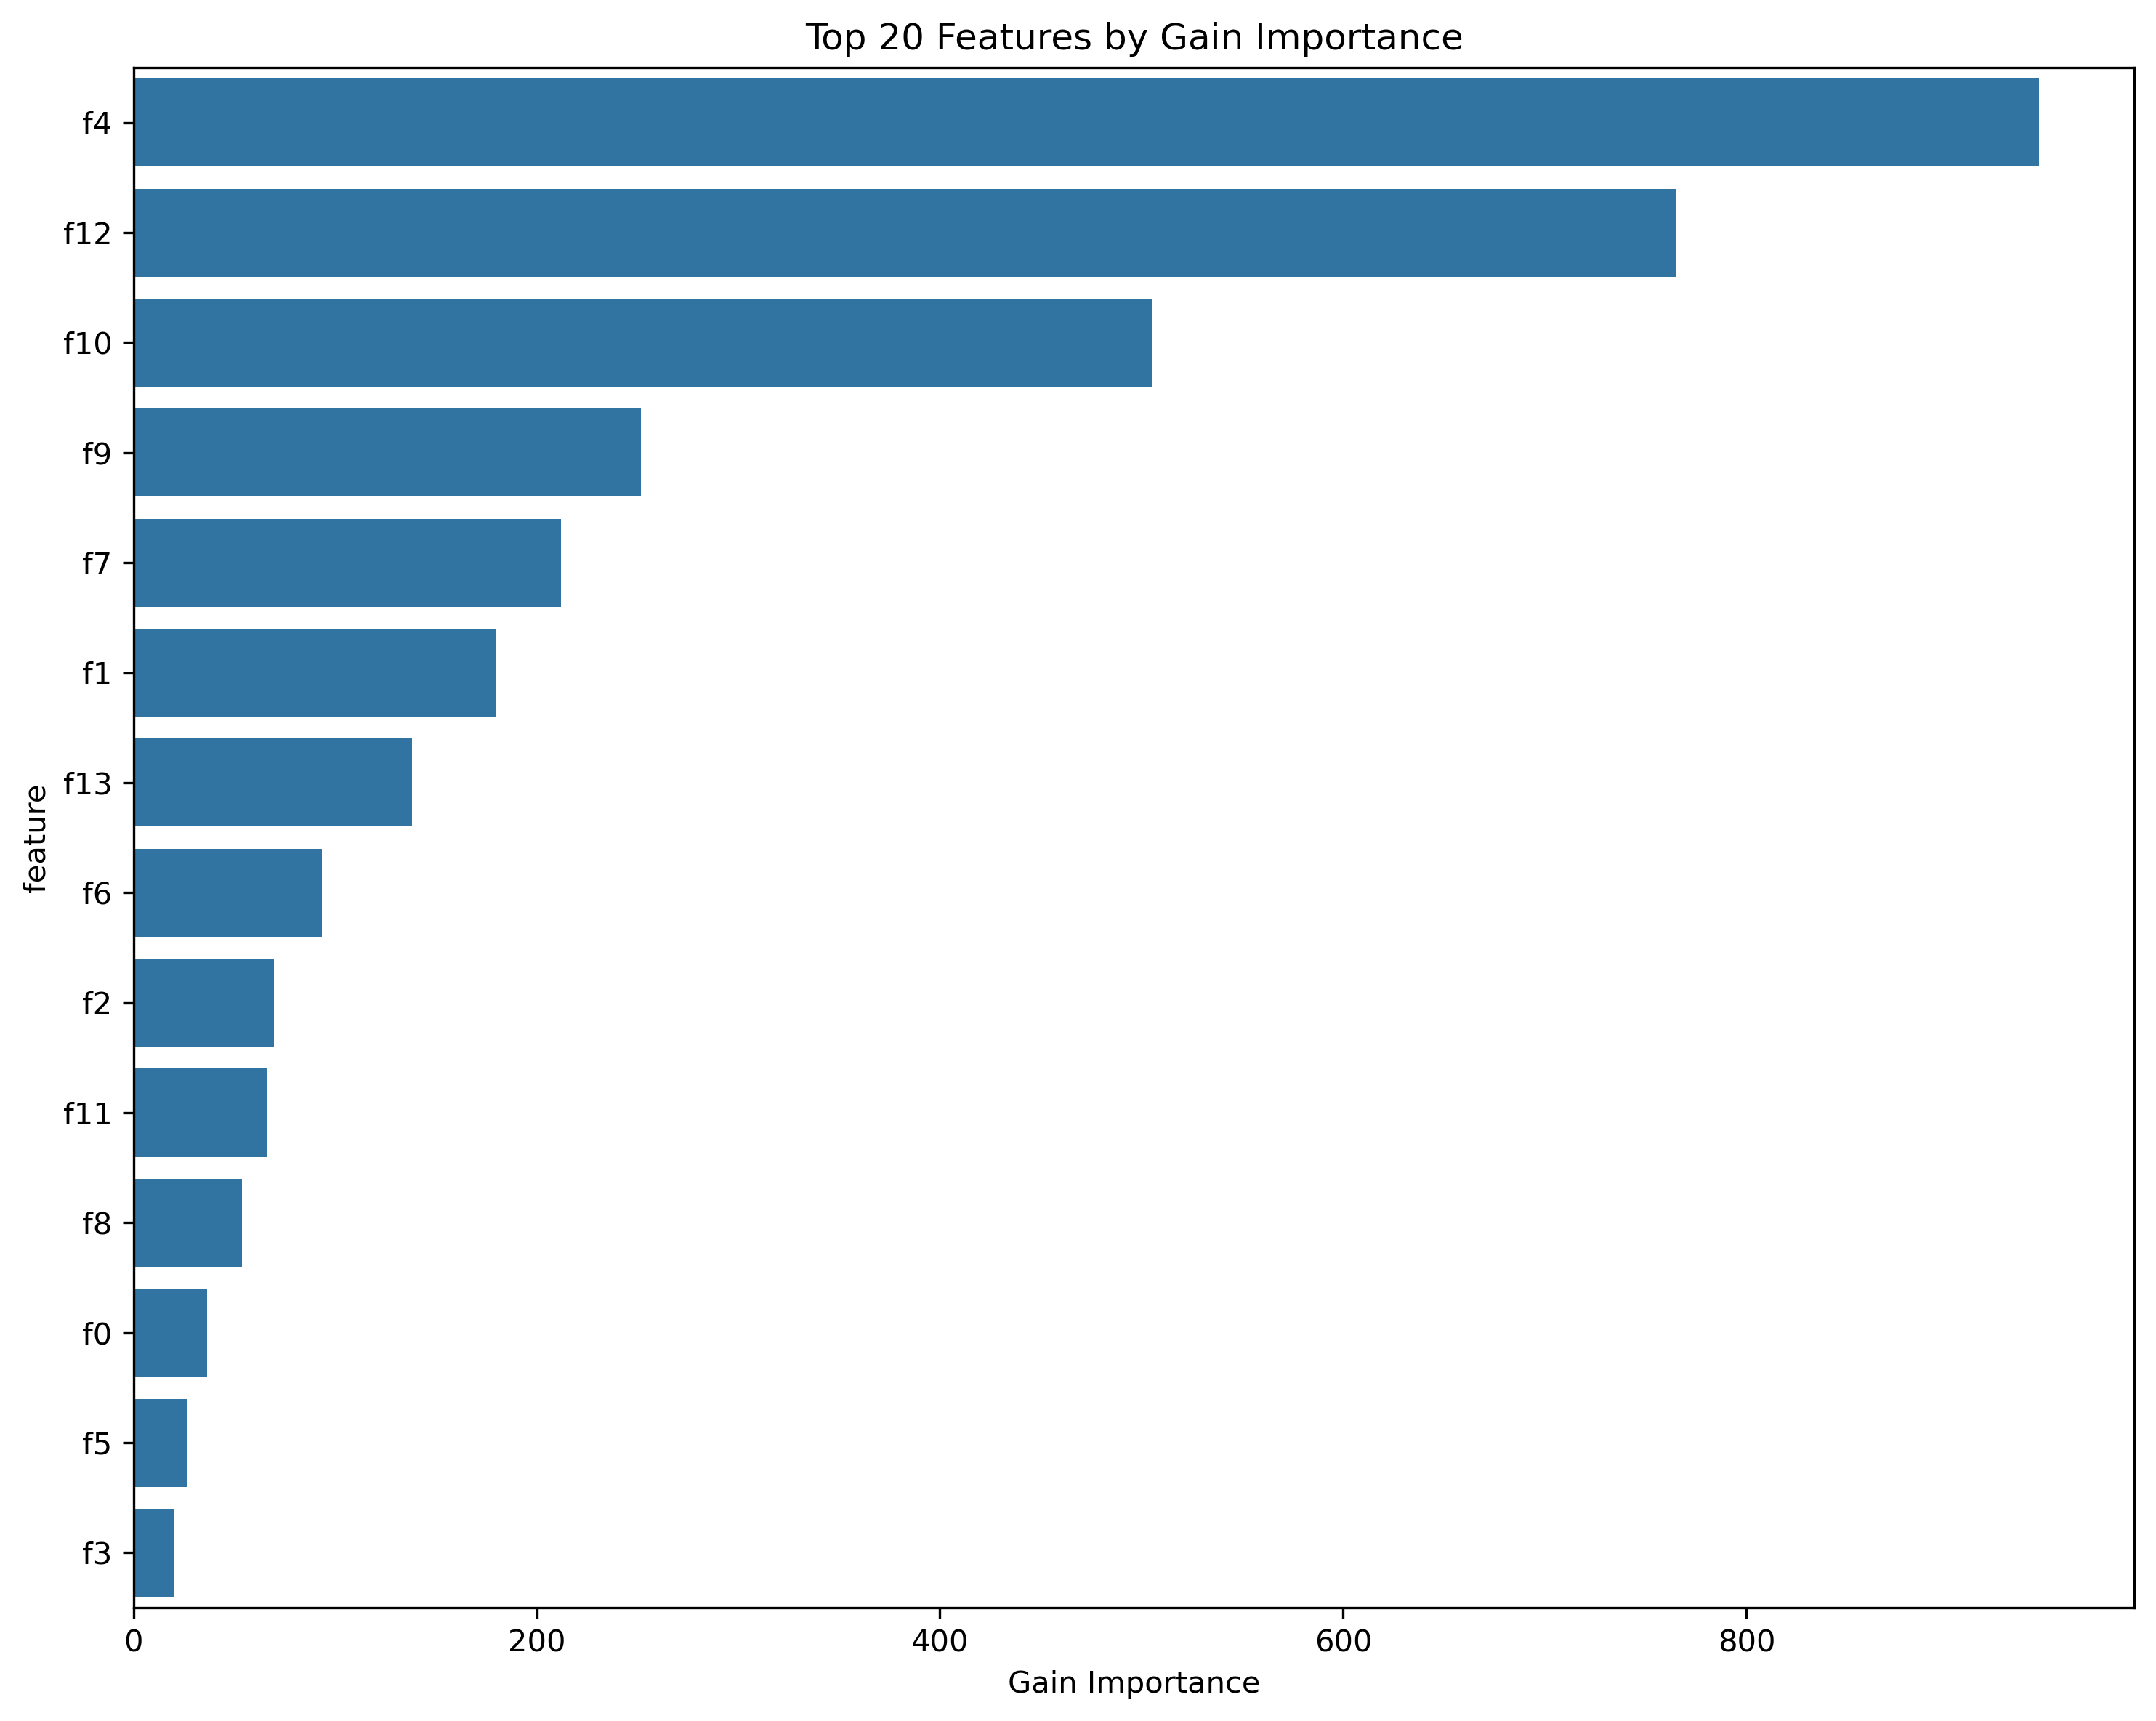 Top 20 Features by Gain Importance
f4
f12
f10
f9
f7
f1
f13
f6
f2
f11
f8
f0
f5
f3
feature
0 200 400 600 800
Gain Importance